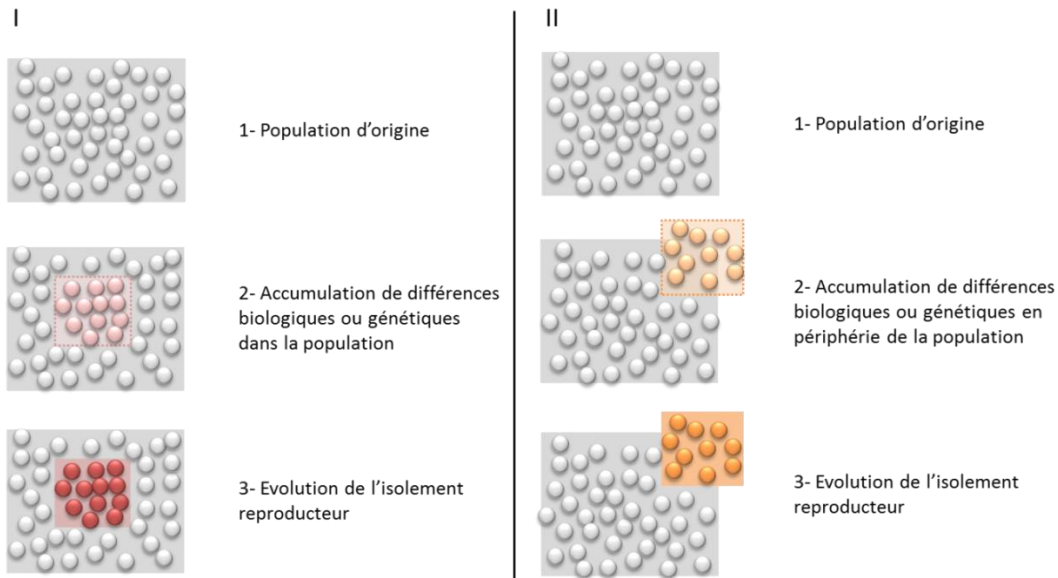 I
1- Population d'origine
2- Accumulation de différences
biologiques ou génétiques
dans la population
3- Evolution de l'isolement
reproducteur
II
1- Population d'origine
2- Accumulation de différences
biologiques ou génétiques en
périphérie de la population
3- Evolution de l'isolement
reproducteur